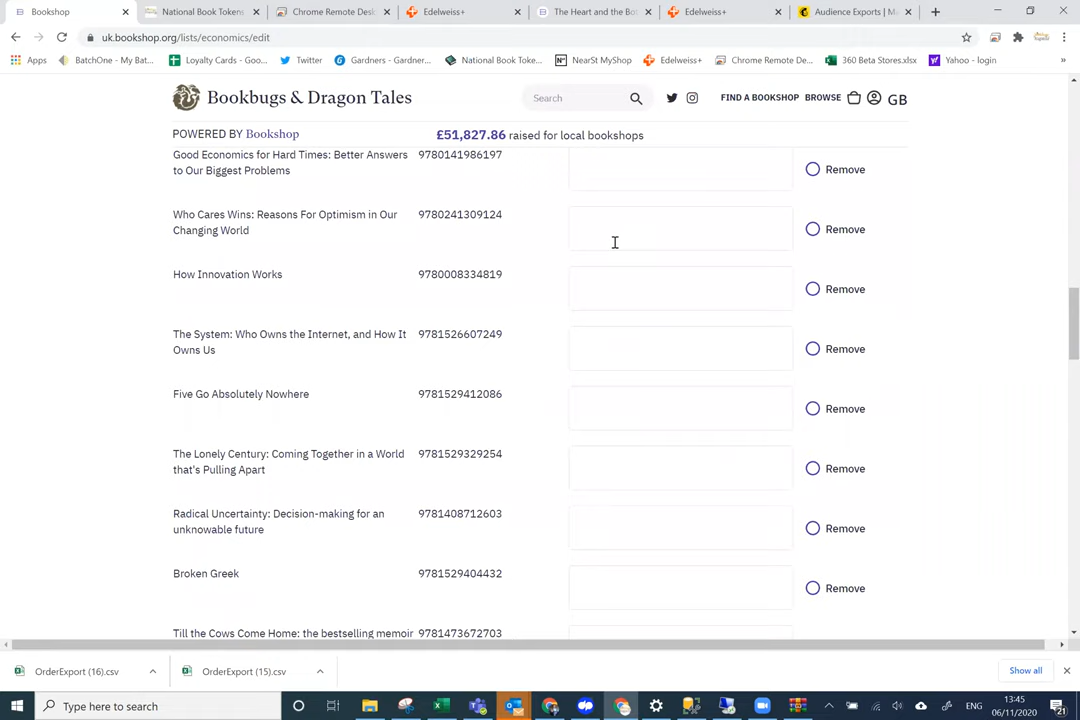 Bookshop
National Book Tokens
Chrome Remote Desk
Edelweiss+
The Heart and the Bo
Edelweiss+
Audience Exports | Ma
uk.bookshop.org/lists/economics/edit
Apps
BatchOne - My Bat...
Loyalty Cards - Goo...
Twitter
Gardners - Gardner...
National Book Toke...
NearSt MyShop
Edelweiss+
Chrome Remote De...
360 Beta Stores.xlsx
Yahoo - login
»
Bookbugs & Dragon Tales
Search
FIND A BOOKSHOP
BROWSE
GB
POWERED BY Bookshop
£51,827.86 raised for local bookshops
Good Economics for Hard Times: Better Answers
to Our Biggest Problems
9780141986197
Remove
Who Cares Wins: Reasons For Optimism in Our
Changing World
9780241309124
Remove
How Innovation Works
9780008334819
Remove
The System: Who Owns the Internet, and How It
Owns Us
9781526607249
Remove
Five Go Absolutely Nowhere
9781529412086
Remove
The Lonely Century: Coming Together in a World
that's Pulling Apart
9781529329254
Remove
Radical Uncertainty: Decision-making for an
unknowable future
9781408712603
Remove
Broken Greek
9781529404432
Remove
Till the Cows Come Home: the bestselling memoir
9781473672703
OrderExport (16).csv
OrderExport (15).csv
Show all
Type here to search
ENG
13:45
06/11/2020
21